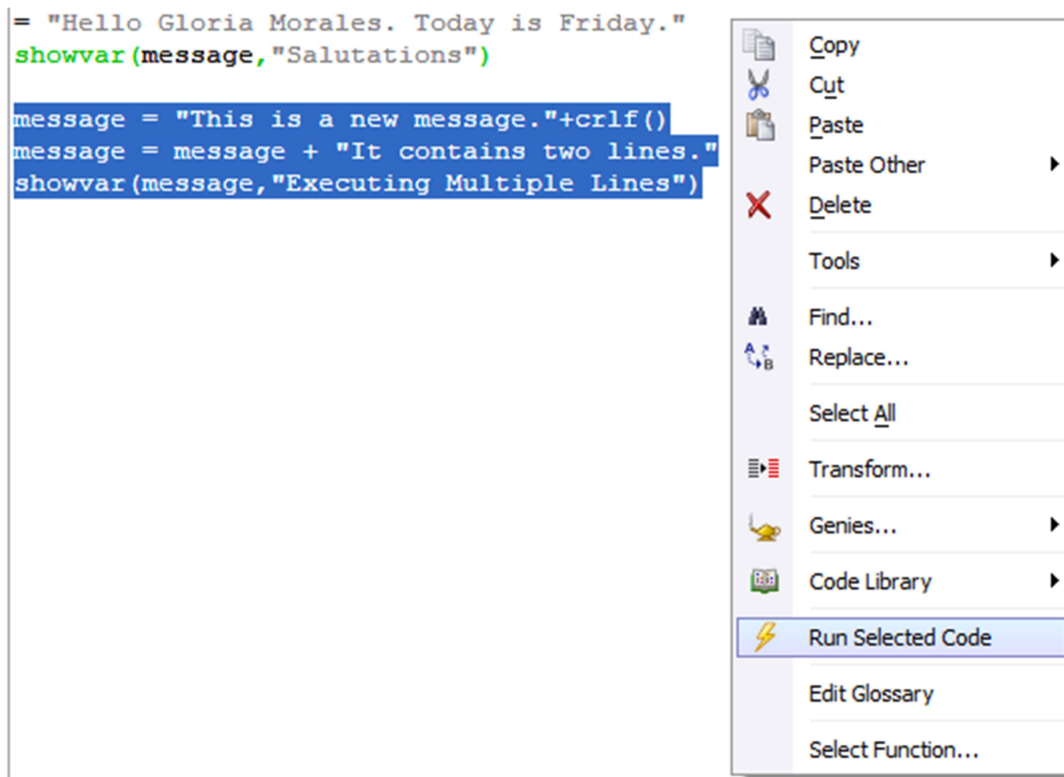 = "Hello Gloria Morales. Today is Friday."
showvar(message,"Salutations")
message = "This is a new message."+crlf()
message = message + "It contains two lines."
showvar(message,"Executing Multiple Lines")
Copy
Cut
Paste
Paste Other
Delete
Tools
Find...
Replace...
Select All
Transform...
Genies...
Code Library
Run Selected Code
Edit Glossary
Select Function...